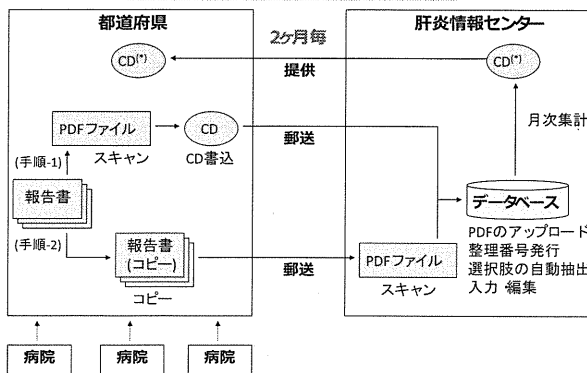 都道府県
2ヶ月毎
肝炎情報センター
CD(*)
提供
CD(*)
PDFファイル
スキャン
CD
CD書込
郵送
月次集計
(手順-1)
報告書
(手順-2)
報告書
(コピー)
コピー
郵送
PDFファイル
スキャン
データベース
PDFのアップロード
整理番号発行
選択肢の自動抽出
入力・編集
病院
病院
病院